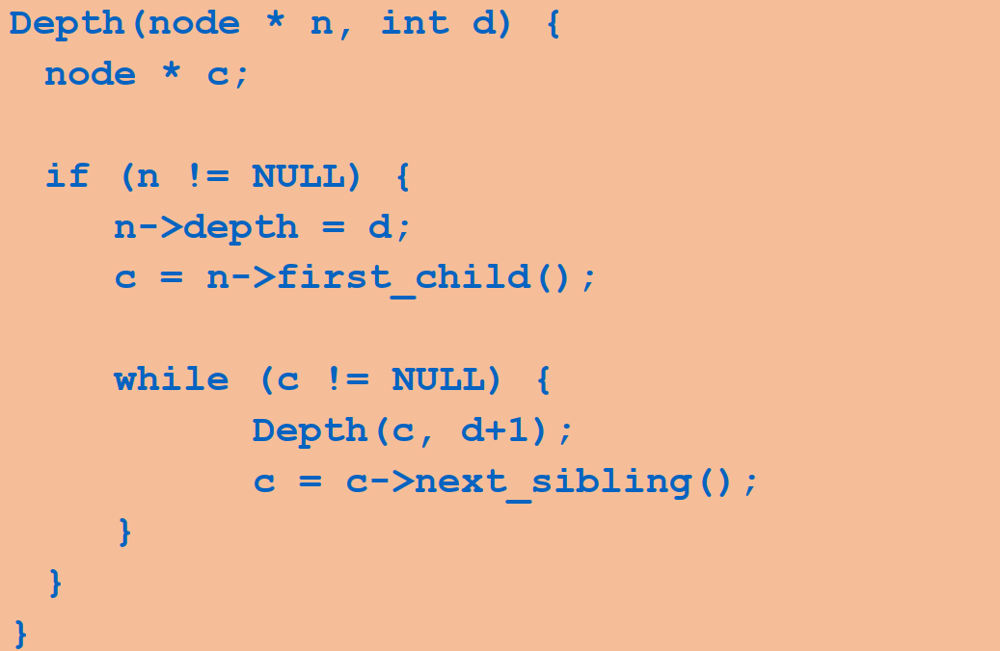 Depth(node * n, int d) {
node * c;
if (n != NULL) {
n->depth = d;
c = n->first_child();
while (c != NULL) {
Depth(c, d+1);
c = c->next_sibling();
}
}
}